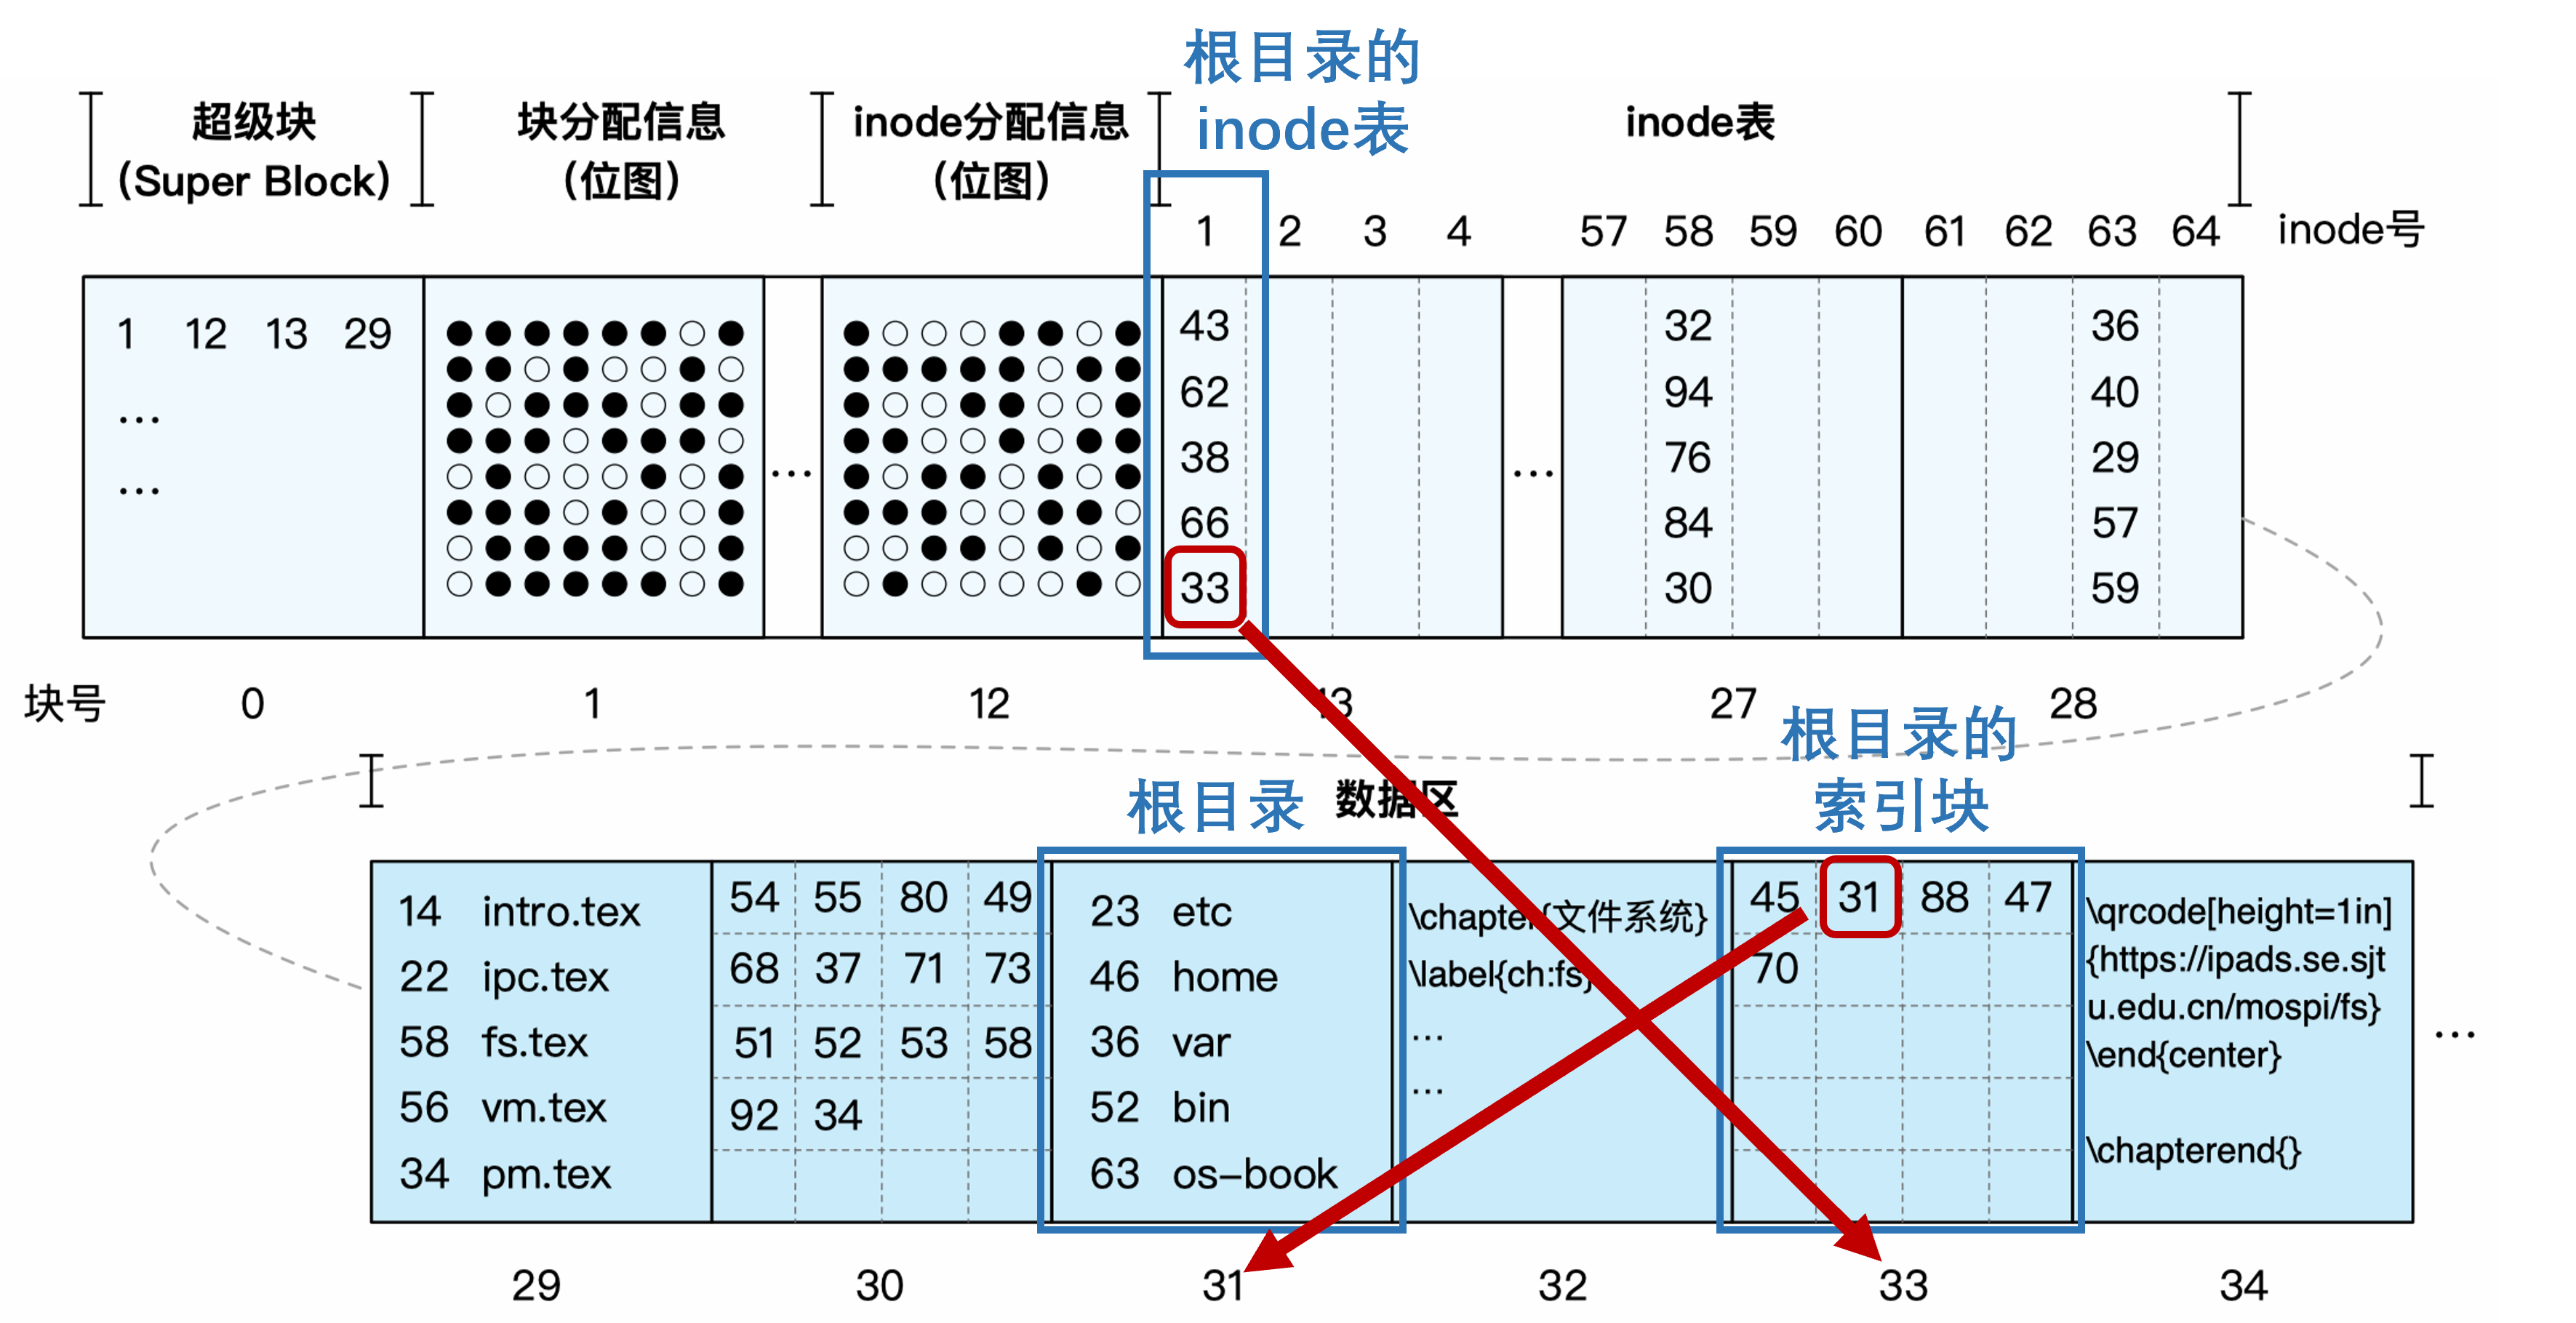 根目录的
inode表
超级块
(Super Block)
块分配信息
(位图)
inode分配信息
(位图)
inode表
1 2 3 4 57 58 59 60 61 62 63 64 inode号
1 12 13 29
...
...
...
43
62
38
66
33
...
32
94
76
84
30
36
40
29
57
59
块号 0 1 12 13 27 28
根目录
数据区
根目录的
索引块
14 intro.tex
22 ipc.tex
58 fs.tex
56 vm.tex
34 pm.tex
54 55 80 49
68 37 71 73
51 52 53 58
92 34
23 etc
46 home
36 var
52 bin
63 os-book
\chapter{文件系统}
\label{ch:fs}
...
...
45 31 88 47
70
\qrcode[height=1in]
{https://ipads.se.sjt
u.edu.cn/mospi/fs}
\end{center}
\chapterend{}
...
29 30 31 32 33 34